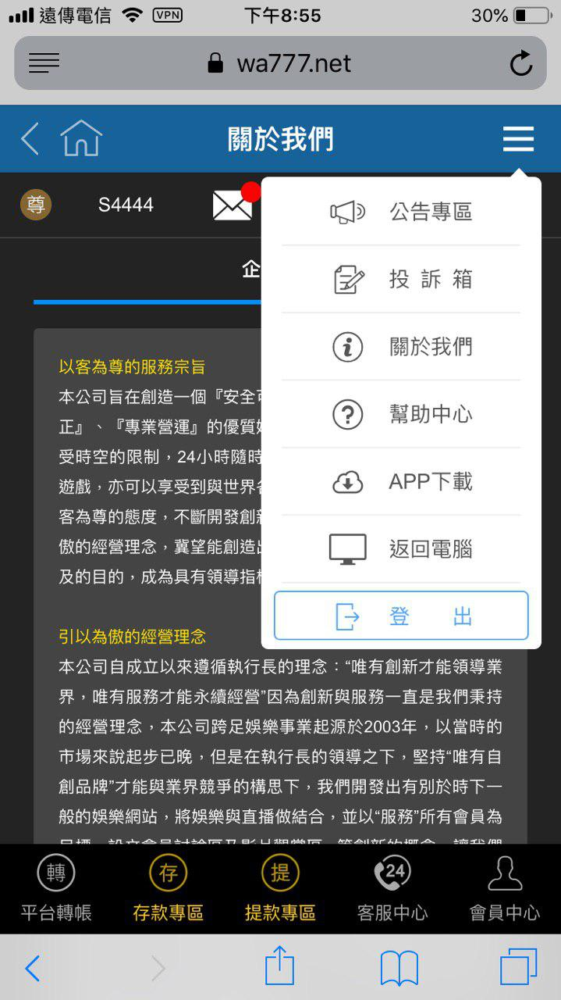 遠傳電信 VPN 下午8:55 30%
wa777.net
關於我們
尊 S4444
公告專區
投訴箱
關於我們
幫助中心
APP下載
返回電腦
登 出
企
以客為尊的服務宗旨
本公司旨在創造一個『安全
正』、『專業營運』的優質
受時空的限制，24小時隨時
遊戲，亦可以享受到與世界
客為尊的態度，不斷開發創
傲的經營理念，冀望能創造
及的目的，成為具有領導指
引以為傲的經營理念
本公司自成立以來遵循執行長的理念：“唯有創新才能領導業
界，唯有服務才能永續經營”因為創新與服務一直是我們秉持
的經營理念，本公司跨足娛樂事業起源於2003年，以當時的
市場來說起步已晚，但是在執行長的領導之下，堅持“唯有自
創品牌”才能與業界競爭的構思下，我們開發出有別於時下一
般的娛樂網站，將娛樂與直播做結合，並以“服務”所有會員為
轉 存 提 24
平台轉帳 存款專區 提款專區 客服中心 會員中心